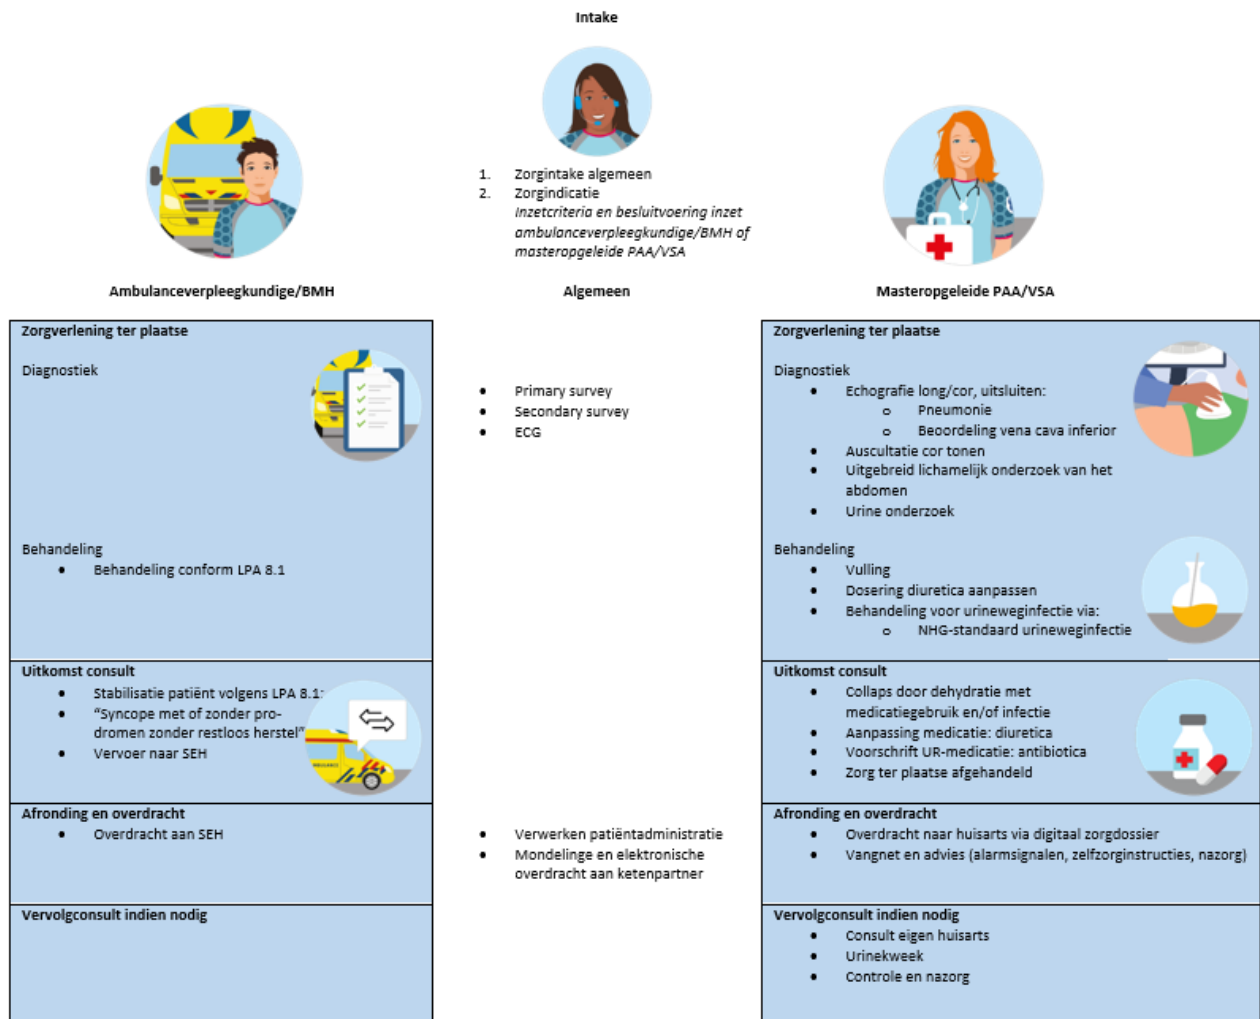 Intake
1. Zorgintake algemeen
2. Zorgindicatie
Inzetcriteria en besluitvoering inzet
ambulanceverpleegkundige/BMH of
masteropgeleide PAA/VSA
Ambulanceverpleegkundige/BMH
Algemeen
Masteropgeleide PAA/VSA
Zorgverlening ter plaatse
Diagnostiek
Behandeling
• Behandeling conform LPA 8.1
Uitkomst consult
• Stabilisatie patiënt volgens LPA 8.1:
• “Syncope met of zonder pro-
dromen zonder restloos herstel”
• Vervoer naar SEH
AMBULANCE
Afronding en overdracht
• Overdracht aan SEH
Vervolgconsult indien nodig
• Primary survey
• Secondary survey
• ECG
• Verwerken patiëntadministratie
• Mondelinge en elektronische
overdracht aan ketenpartner
Zorgverlening ter plaatse
Diagnostiek
• Echografie long/cor, uitsluiten:
o Pneumonie
o Beoordeling vena cava inferior
• Auscultatie cor tonen
• Uitgebreid lichamelijk onderzoek van het
abdomen
• Urine onderzoek
Behandeling
• Vulling
• Dosering diuretica aanpassen
• Behandeling voor urineweginfectie via:
o NHG-standaard urineweginfectie
Uitkomst consult
• Collaps door dehydratie met
medicatiegebruik en/of infectie
• Aanpassing medicatie: diuretica
• Voorschrift UR-medicatie: antibiotica
• Zorg ter plaatse afgehandeld
Afronding en overdracht
• Overdracht naar huisarts via digitaal zorgdossier
• Vangnet en advies (alarmsignalen, zelfzorginstructies, nazorg)
Vervolgconsult indien nodig
• Consult eigen huisarts
• Urinekweek
• Controle en nazorg